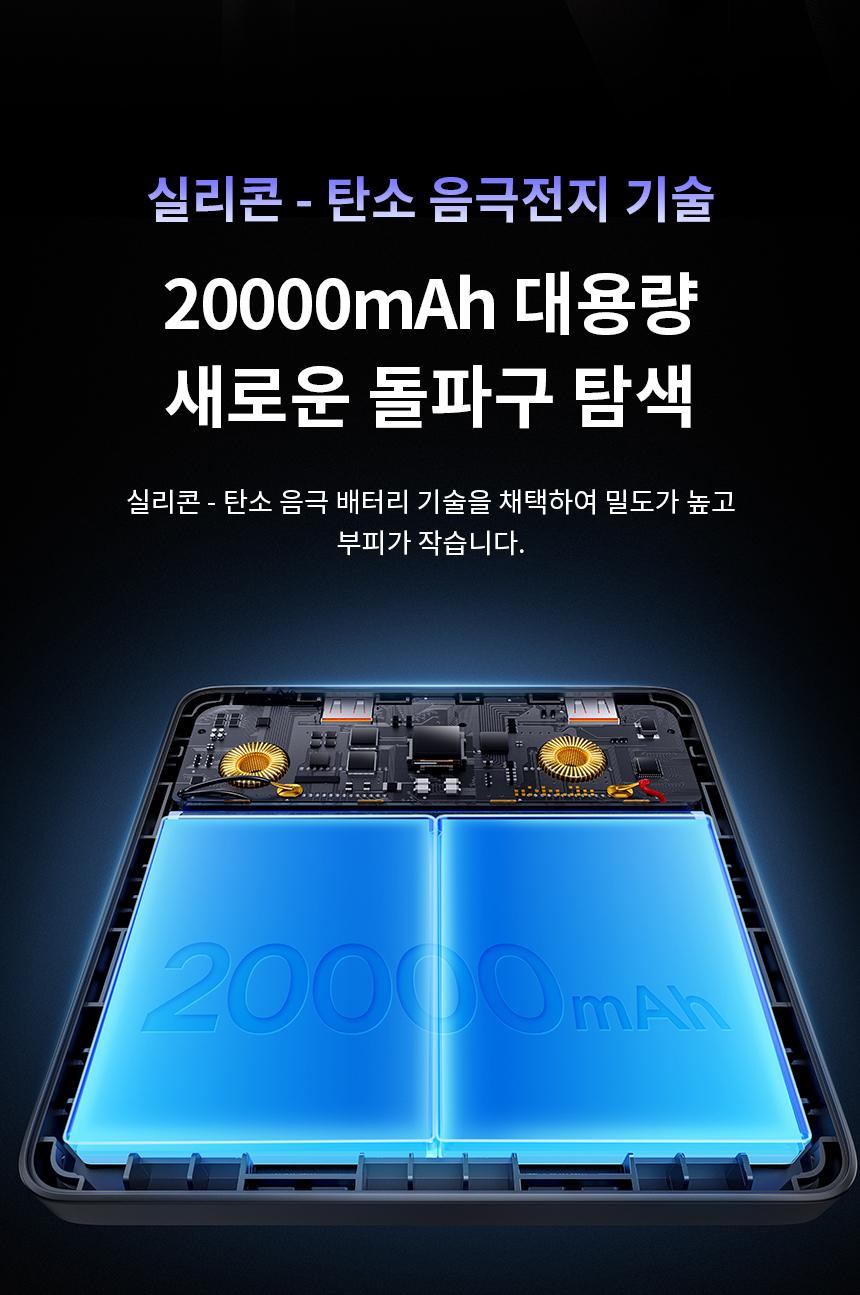 실리콘 - 탄소 음극전지 기술
20000mAh 대용량
새로운 돌파구 탐색
실리콘 - 탄소 음극 배터리 기술을 채택하여 밀도가 높고
부피가 작습니다.
20000mAh